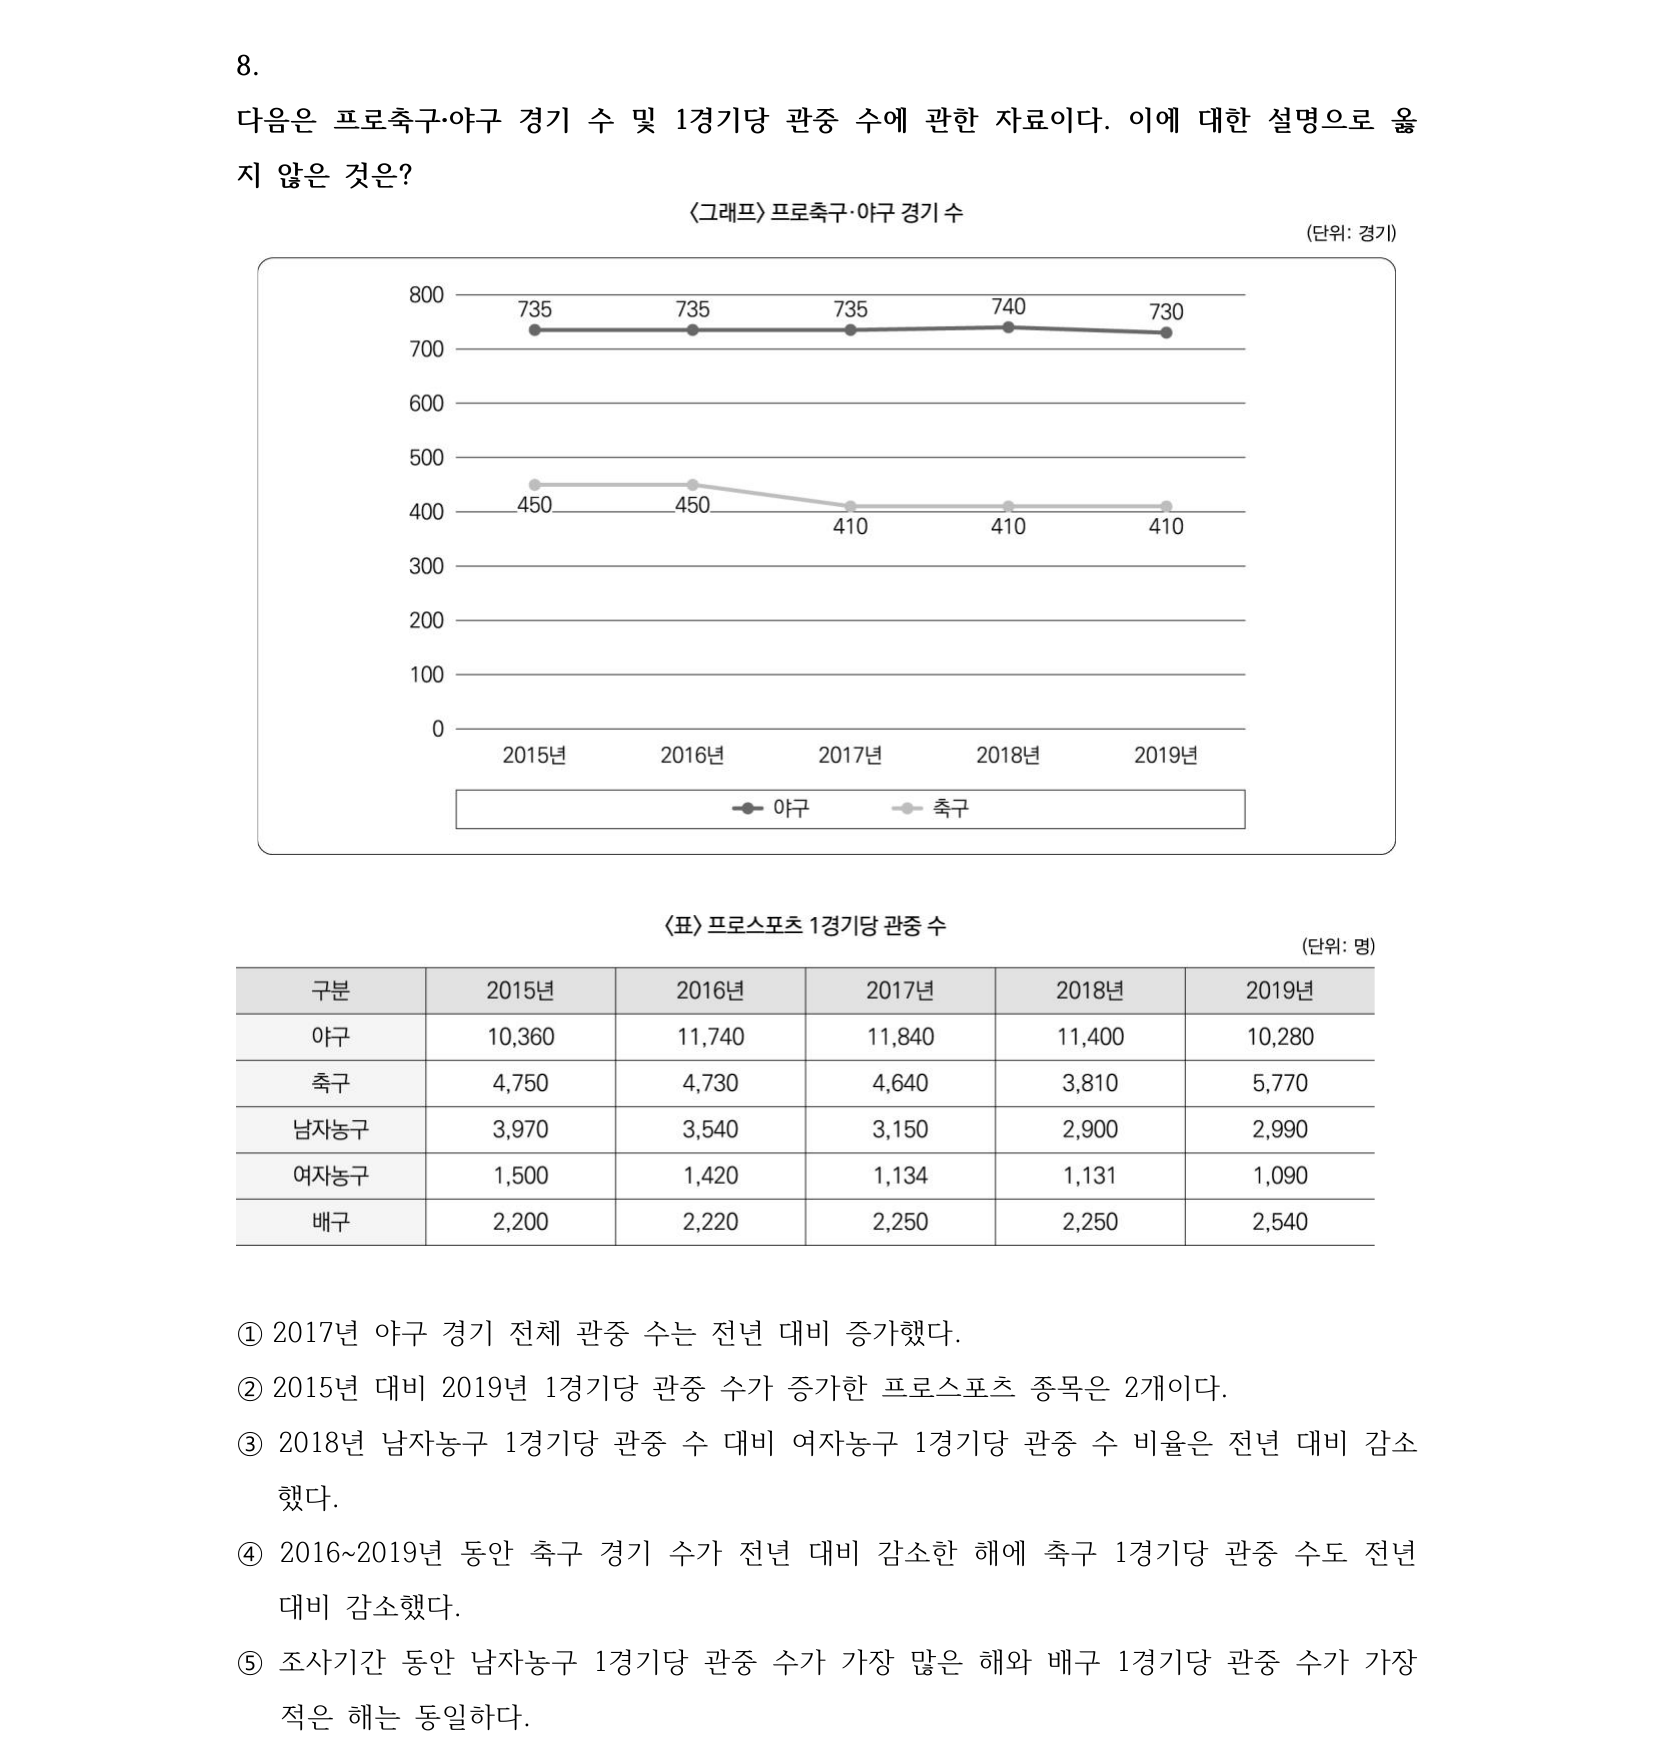 8.
다음은 프로축구·야구 경기 수 및 1경기당 관중 수에 관한 자료이다. 이에 대한 설명으로 옳
지 않은 것은?
〈그래프〉 프로축구·야구 경기 수
(단위: 경기)
800
735 735 735 740 730
700
600
500
450 450
400
410 410 410
300
200
100
0
2015년 2016년 2017년 2018년 2019년
야구 축구
〈표〉 프로스포츠 1경기당 관중 수
(단위: 명)
구분 2015년 2016년 2017년 2018년 2019년
야구 10,360 11,740 11,840 11,400 10,280
축구 4,750 4,730 4,640 3,810 5,770
남자농구 3,970 3,540 3,150 2,900 2,990
여자농구 1,500 1,420 1,134 1,131 1,090
배구 2,200 2,220 2,250 2,250 2,540
① 2017년 야구 경기 전체 관중 수는 전년 대비 증가했다.
② 2015년 대비 2019년 1경기당 관중 수가 증가한 프로스포츠 종목은 2개이다.
③ 2018년 남자농구 1경기당 관중 수 대비 여자농구 1경기당 관중 수 비율은 전년 대비 감소
했다.
④ 2016~2019년 동안 축구 경기 수가 전년 대비 감소한 해에 축구 1경기당 관중 수도 전년
대비 감소했다.
⑤ 조사기간 동안 남자농구 1경기당 관중 수가 가장 많은 해와 배구 1경기당 관중 수가 가장
적은 해는 동일하다.